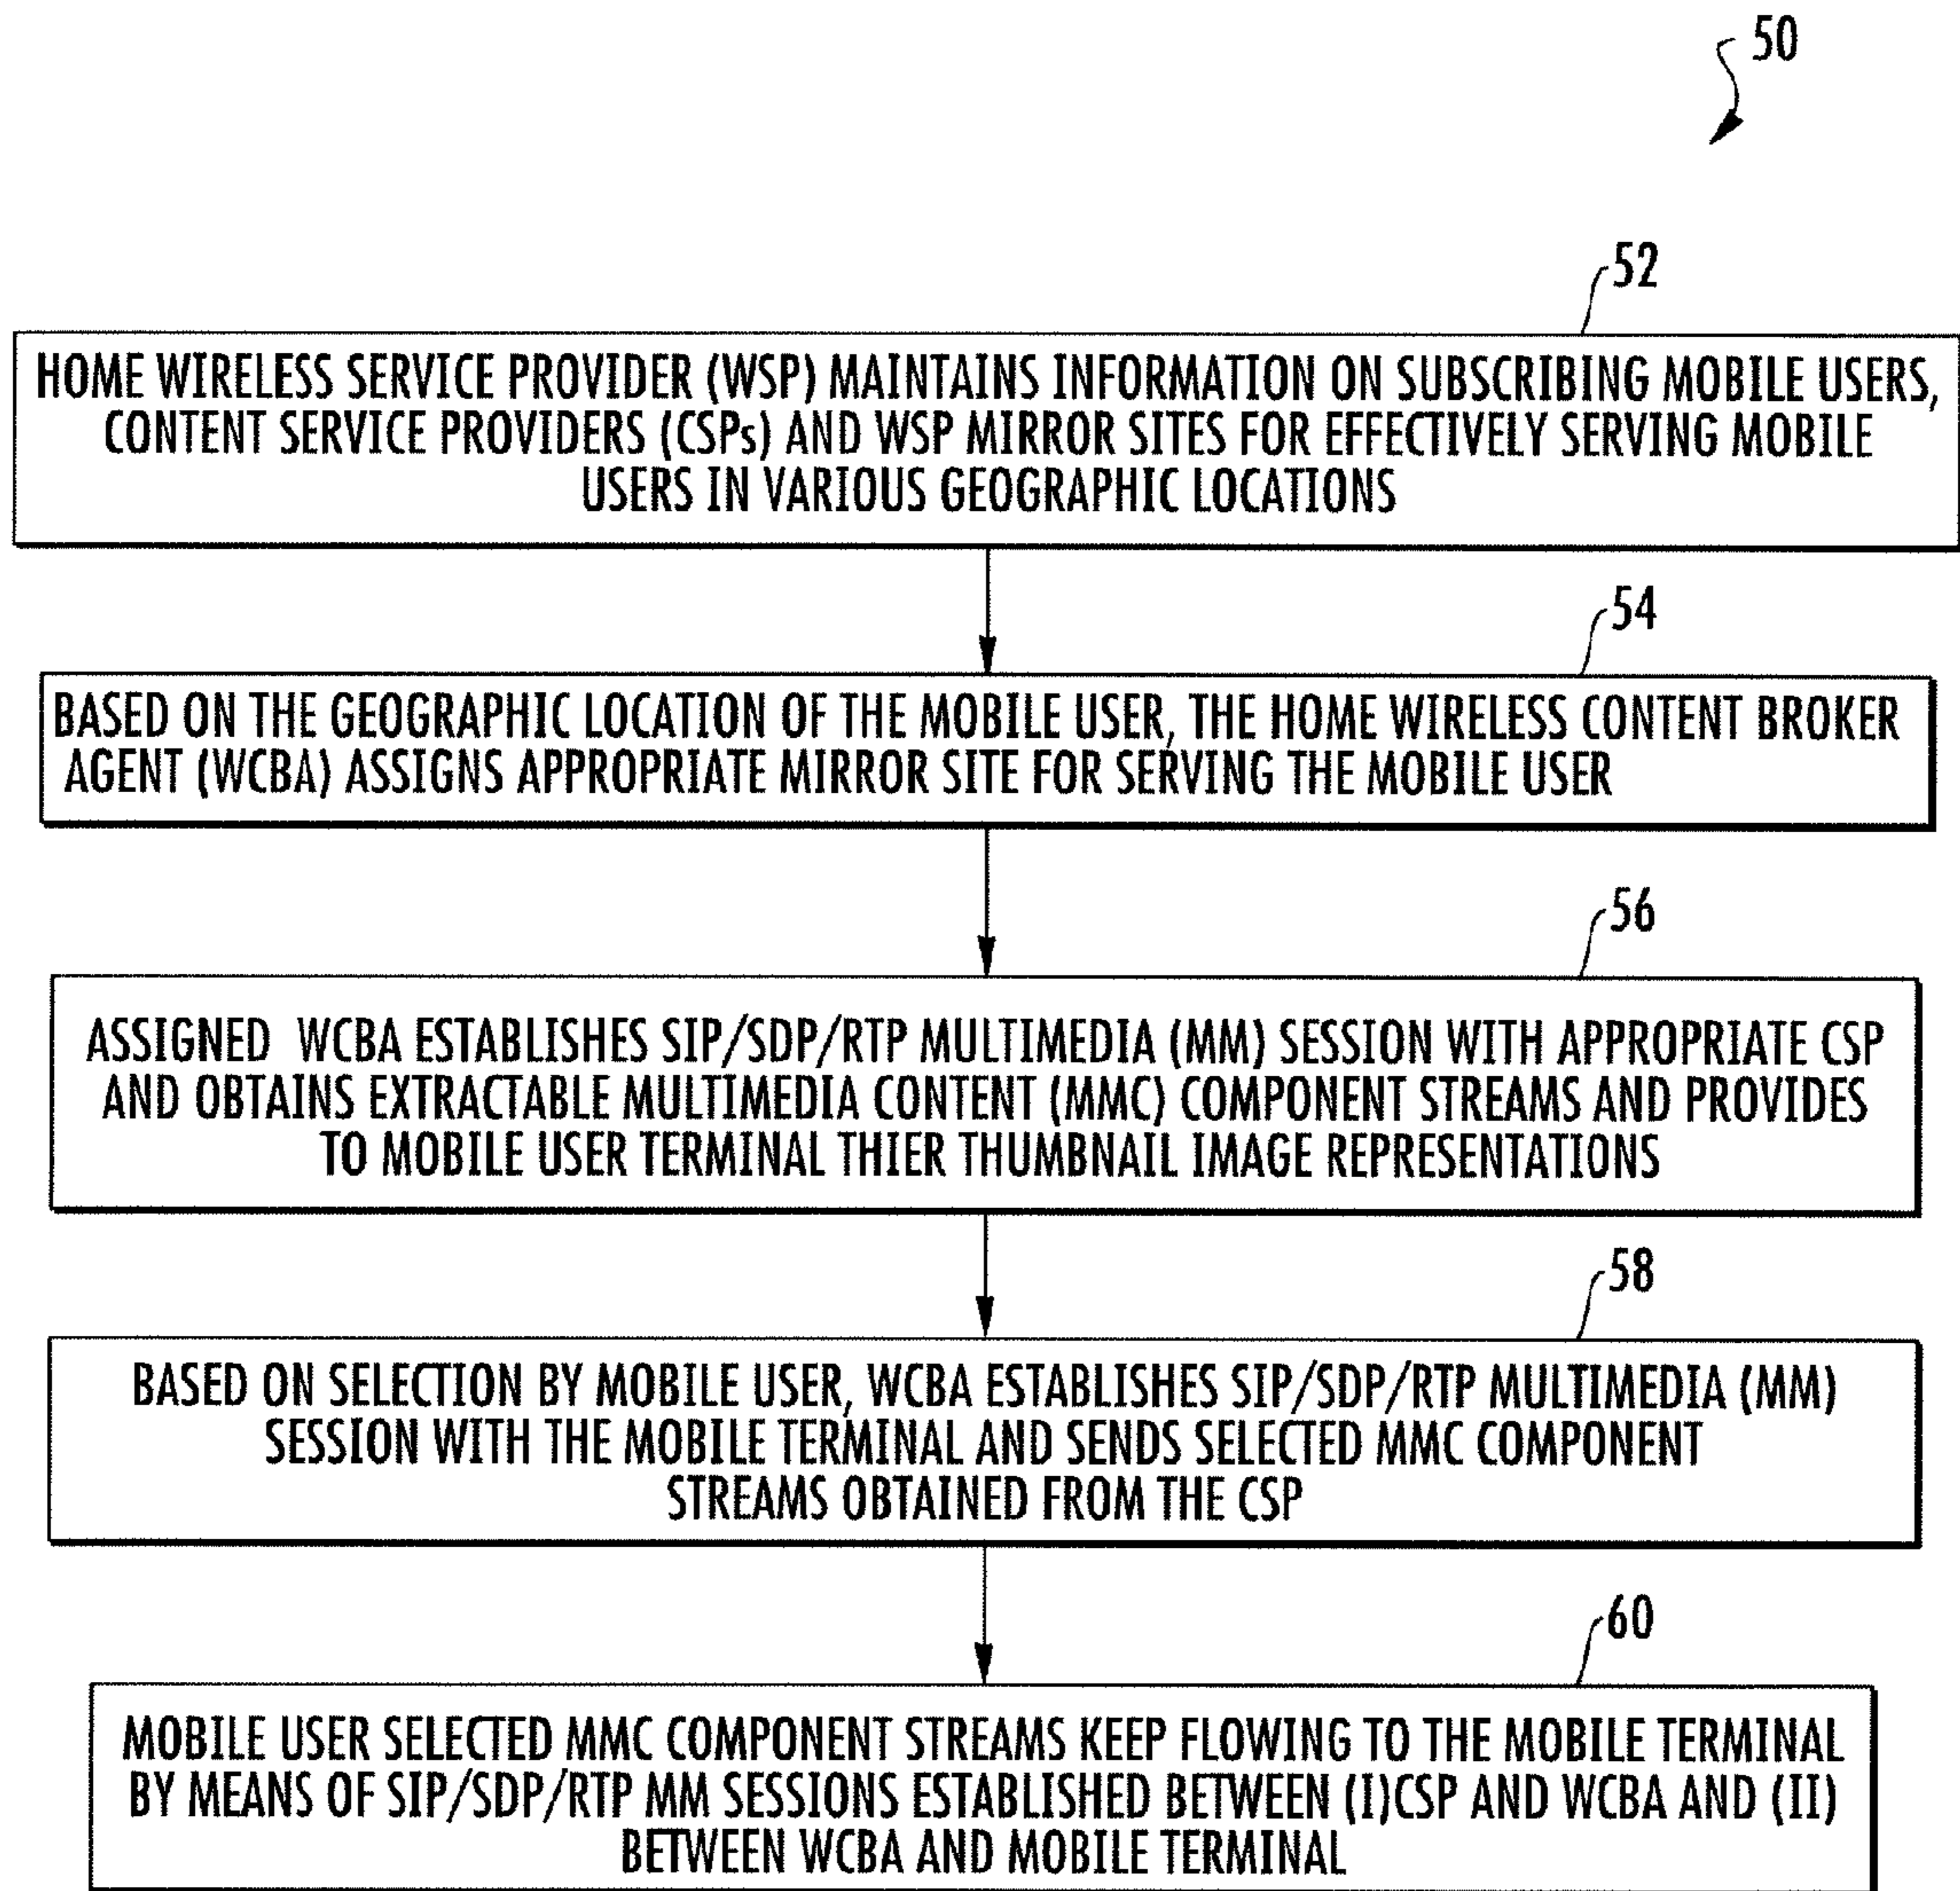 50
52
HOME WIRELESS SERVICE PROVIDER (WSP) MAINTAINS INFORMATION ON SUBSCRIBING MOBILE USERS,
CONTENT SERVICE PROVIDERS (CSPs) AND WSP MIRROR SITES FOR EFFECTIVELY SERVING MOBILE
USERS IN VARIOUS GEOGRAPHIC LOCATIONS
54
BASED ON THE GEOGRAPHIC LOCATION OF THE MOBILE USER, THE HOME WIRELESS CONTENT BROKER
AGENT (WCBA) ASSIGNS APPROPRIATE MIRROR SITE FOR SERVING THE MOBILE USER
56
ASSIGNED WCBA ESTABLISHES SIP/SDP/RTP MULTIMEDIA (MM) SESSION WITH APPROPRIATE CSP
AND OBTAINS EXTRACTABLE MULTIMEDIA CONTENT (MMC) COMPONENT STREAMS AND PROVIDES
TO MOBILE USER TERMINAL THIER THUMBNAIL IMAGE REPRESENTATIONS
58
BASED ON SELECTION BY MOBILE USER, WCBA ESTABLISHES SIP/SDP/RTP MULTIMEDIA (MM)
SESSION WITH THE MOBILE TERMINAL AND SENDS SELECTED MMC COMPONENT
STREAMS OBTAINED FROM THE CSP
60
MOBILE USER SELECTED MMC COMPONENT STREAMS KEEP FLOWING TO THE MOBILE TERMINAL
BY MEANS OF SIP/SDP/RTP MM SESSIONS ESTABLISHED BETWEEN (I)CSP AND WCBA AND (II)
BETWEEN WCBA AND MOBILE TERMINAL